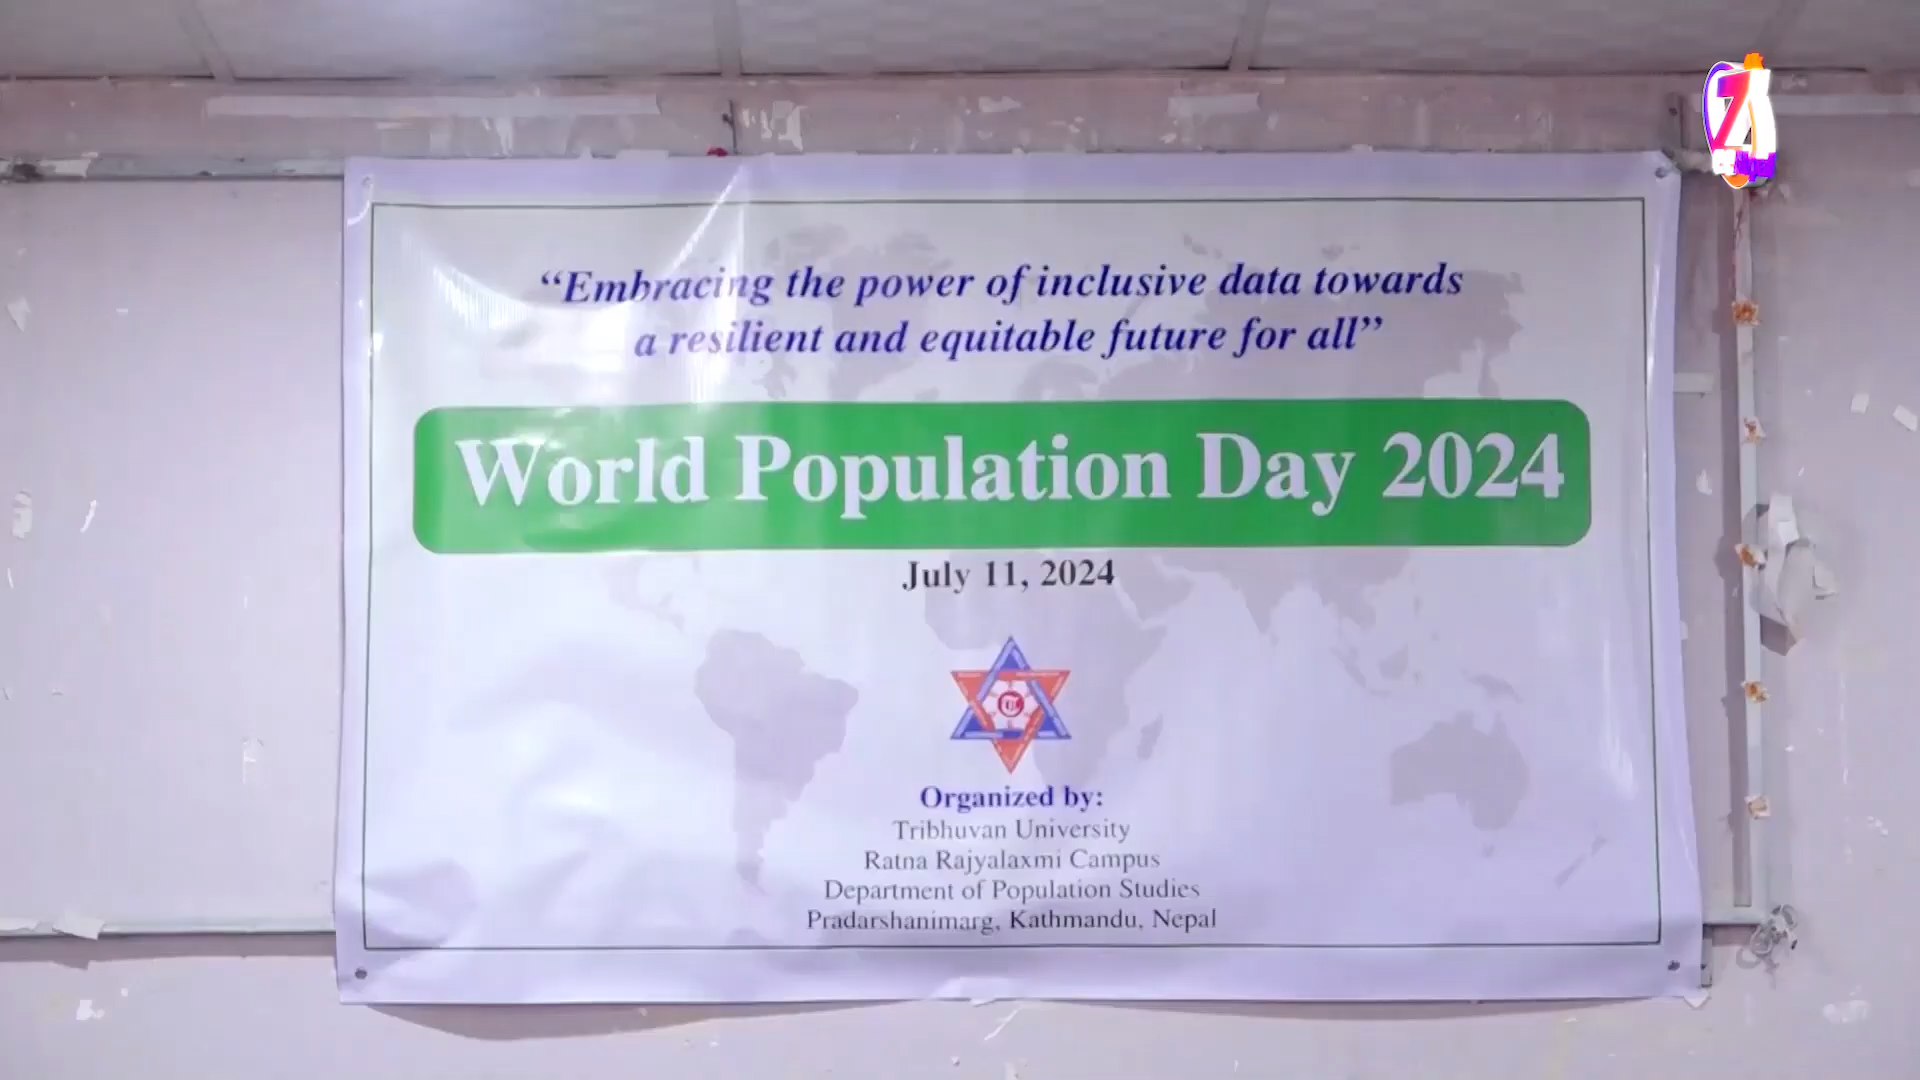 “Embracing the power of inclusive data towards
a resilient and equitable future for all”
World Population Day 2024
July 11, 2024
Organized by:
Tribhuvan University
Ratna Rajyalaxmi Campus
Department of Population Studies
Pradarshanimarg, Kathmandu, Nepal